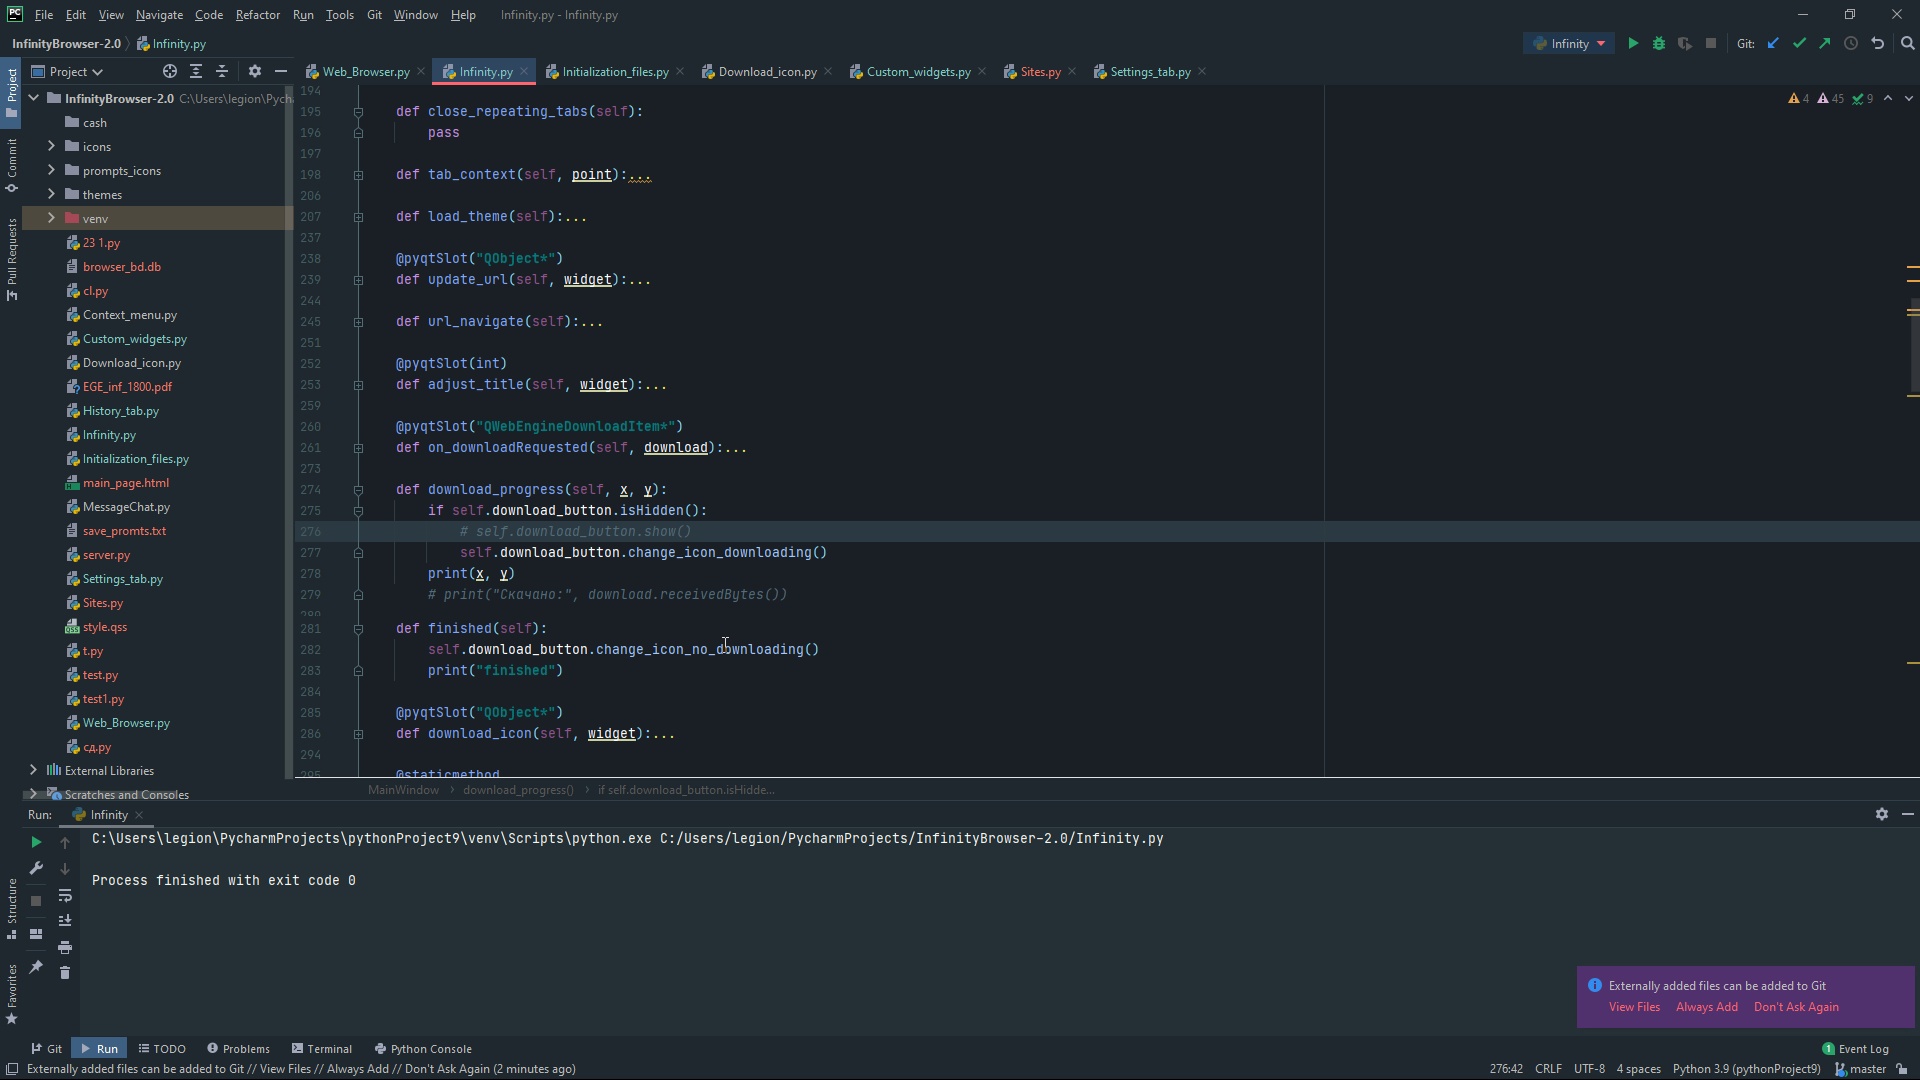 File Edit View Navigate Code Refactor Run Tools Git Window Help Infinity.py - Infinity.py
InfinityBrowser-2.0 Infinity.py Infinity Git:
Project
Web_Browser.py Infinity.py Initialization_files.py Download_icon.py Custom_widgets.py Sites.py Settings_tab.py
Project
Commit
Pull Requests
InfinityBrowser-2.0 C:\Users\legion\Pych
cash
icons
prompts_icons
themes
venv
23 1.py
browser_bd.db
cl.py
Context_menu.py
Custom_widgets.py
Download_icon.py
EGE_inf_1800.pdf
History_tab.py
Infinity.py
Initialization_files.py
main_page.html
MessageChat.py
save_promts.txt
server.py
Settings_tab.py
Sites.py
style.qss
t.py
test.py
test1.py
Web_Browser.py
сд.py
External Libraries
Scratches and Consoles
4 45 9
194
195 def close_repeating_tabs(self):
196 pass
197
198 def tab_context(self, point):...
206
207 def load_theme(self):...
237
238 @pyqtSlot("QObject*")
239 def update_url(self, widget):...
244
245 def url_navigate(self):...
251
252 @pyqtSlot(int)
253 def adjust_title(self, widget):...
259
260 @pyqtSlot("QWebEngineDownloadItem*")
261 def on_downloadRequested(self, download):...
273
274 def download_progress(self, x, y):
275 if self.download_button.isHidden():
276 # self.download_button.show()
277 self.download_button.change_icon_downloading()
278 print(x, y)
279 # print("Скачано:", download.receivedBytes())
280
281 def finished(self):
282 self.download_button.change_icon_no_downloading()
283 print("finished")
284
285 @pyqtSlot("QObject*")
286 def download_icon(self, widget):...
294
295 @staticmethod
MainWindow download_progress() if self.download_button.isHidde...
Run: Infinity
C:\Users\legion\PycharmProjects\pythonProject9\venv\Scripts\python.exe C:/Users/legion/PycharmProjects/InfinityBrowser-2.0/Infinity.py
Process finished with exit code 0
Structure
Favorites
Externally added files can be added to Git
View Files Always Add Don't Ask Again
Git Run TODO Problems Terminal Python Console 1 Event Log
Externally added files can be added to Git // View Files // Always Add // Don't Ask Again (2 minutes ago) 276:42 CRLF UTF-8 4 spaces Python 3.9 (pythonProject9) master